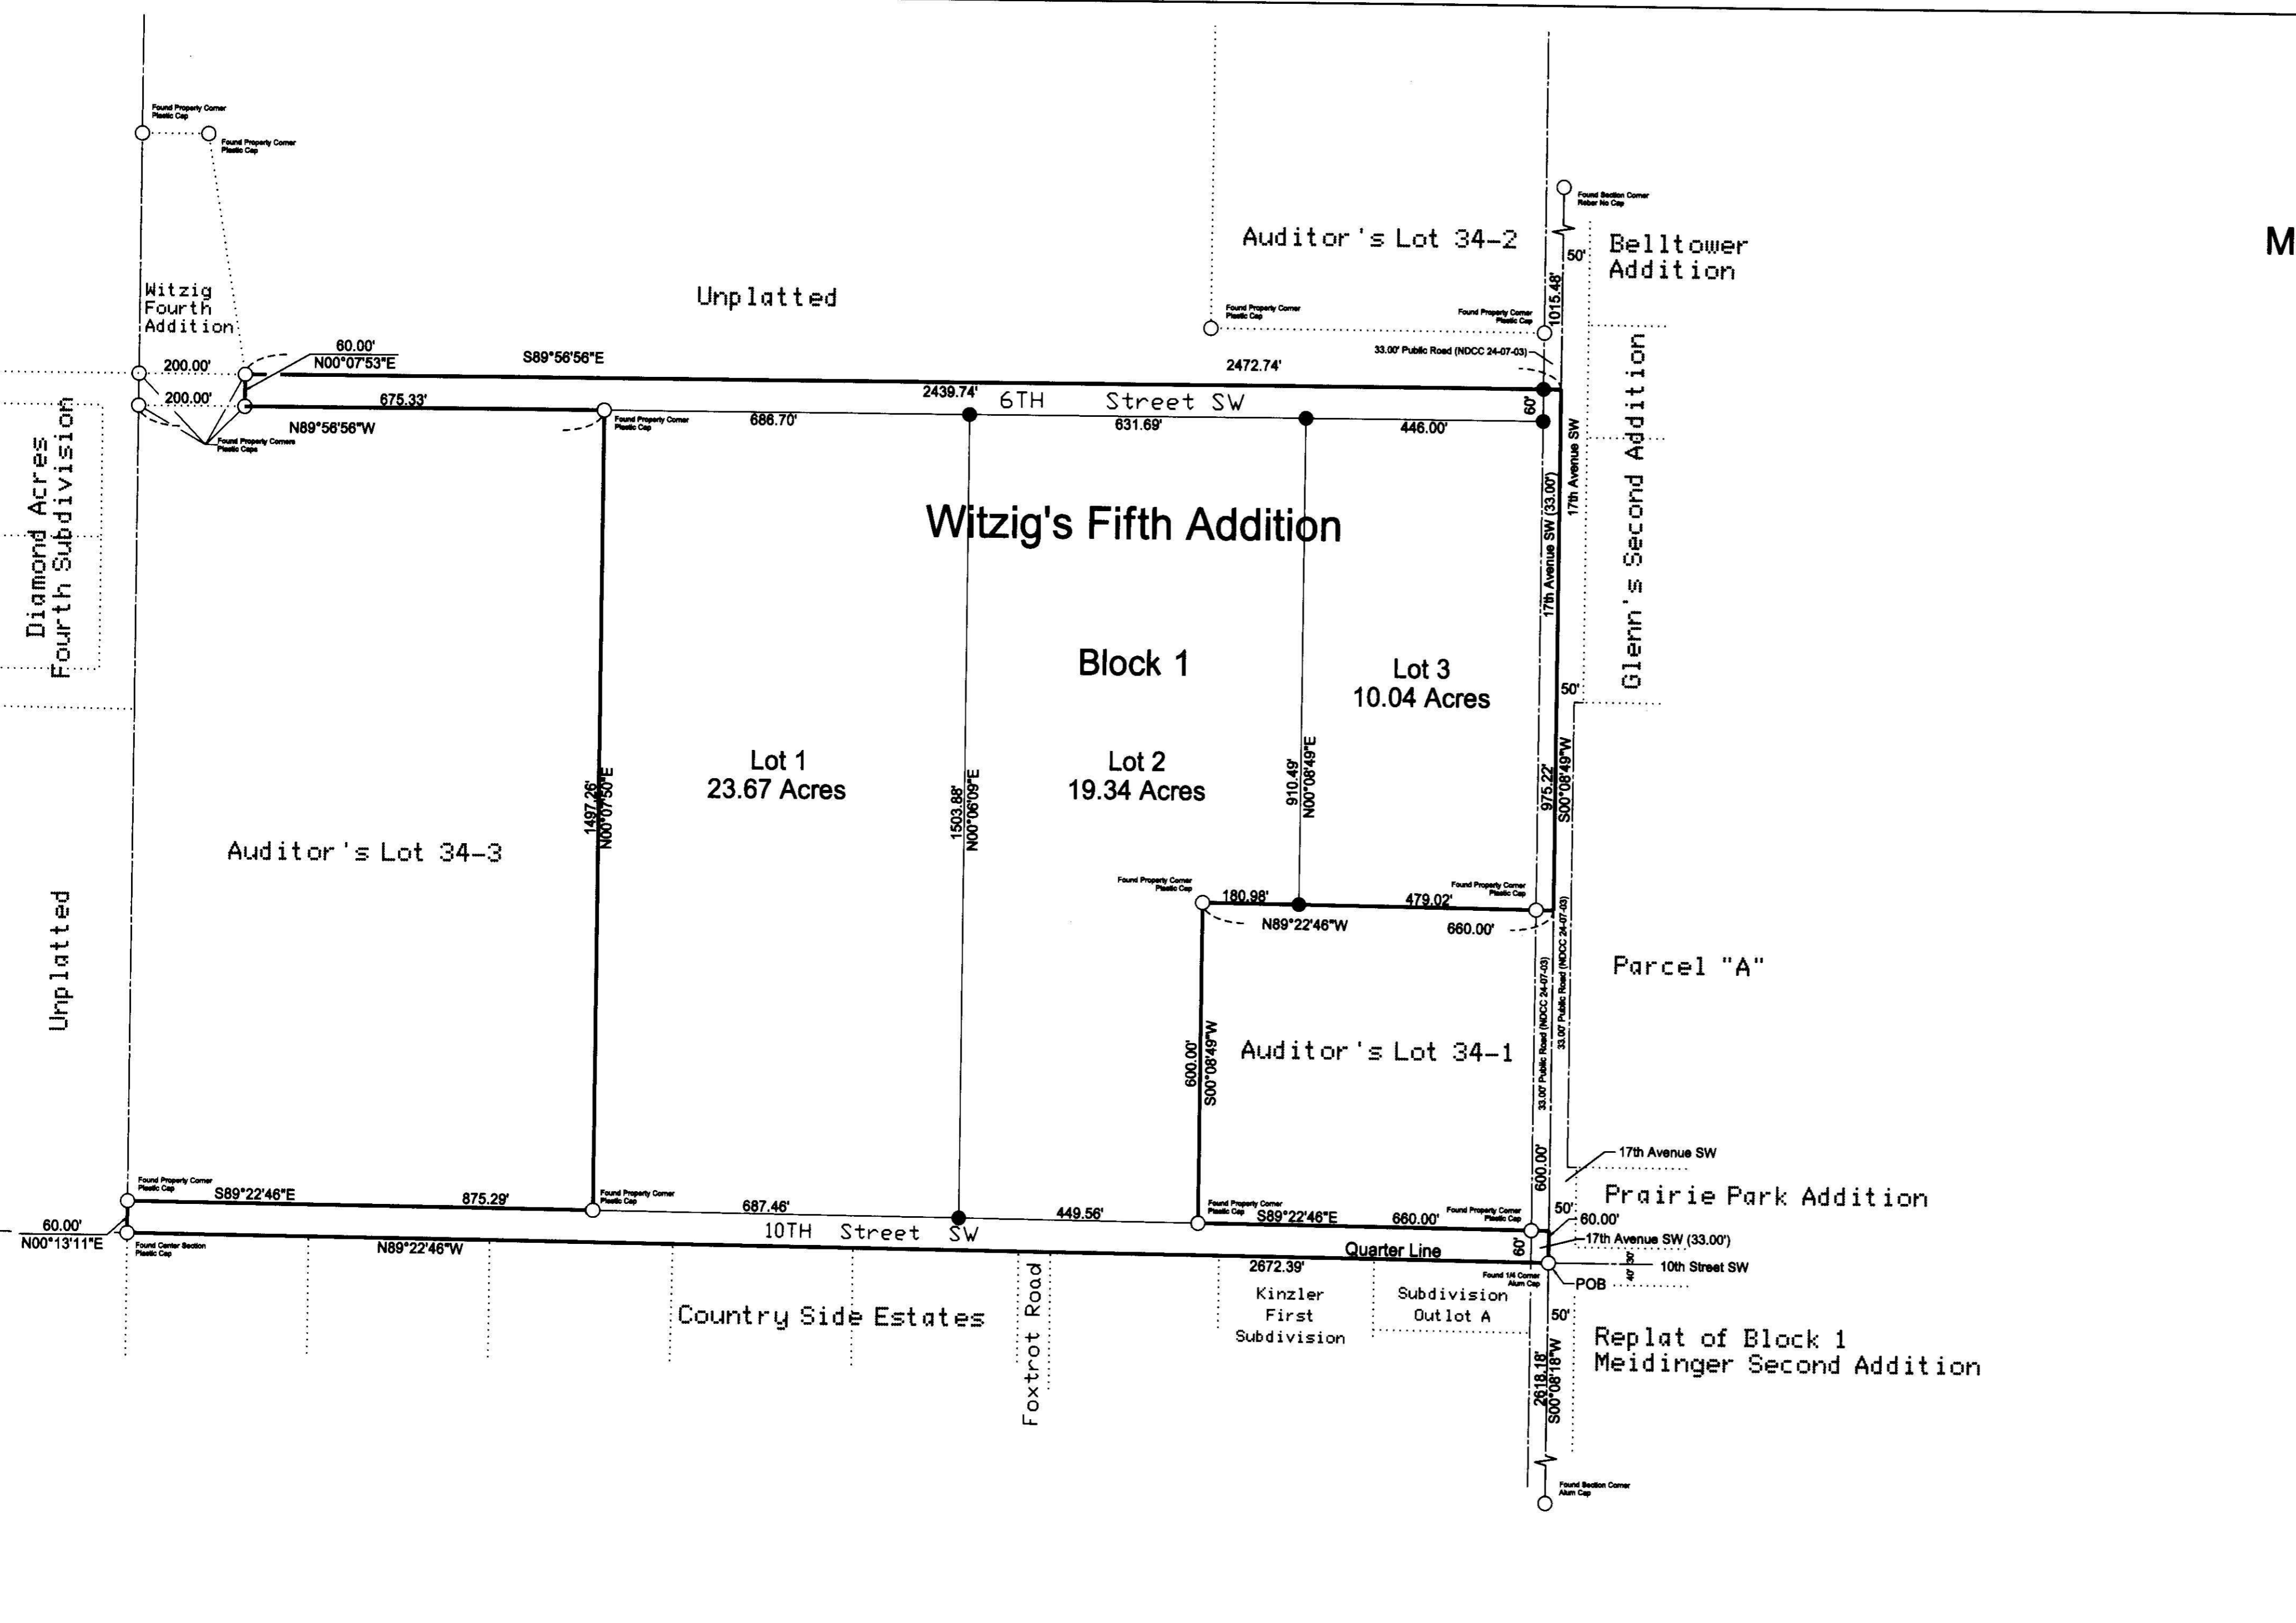 Found Property Corner
Plastic Cap
Found Property Corner
Plastic Cap
Found Section Corner
Reber No Cap
Auditor's Lot 34-2
50'
Belltower
Addition
M
Witzig
Fourth
Addition
Unplatted
1015.48'
Found Property Corner
Plastic Cap
Found Property Corner
Plastic Cap
33.00' Public Road (NDCC 24-07-03)
60.00'
N00°07'53"E
S89°56'56"E
2472.74'
200.00'
200.00'
675.33'
2439.74'
6TH Street SW
60'
N89°56'56"W
Found Property Corners
Plastic Caps
Found Property Corner
Plastic Cap
686.70'
631.69'
446.00'
17th Avenue SW
17th Avenue SW (33.00')
Glenn's Second Addition
Diamond Acres
Fourth Subdivision
Witzig's Fifth Addition
Block 1
Lot 3
10.04 Acres
50'
Lot 1
23.67 Acres
Lot 2
19.34 Acres
1497.26'
N00°07'50"E
1503.88'
N00°06'09"E
910.49'
N00°08'49"E
975.22'
S00°08'49"W
Auditor's Lot 34-3
Unplatted
Found Property Corner
Plastic Cap
180.98'
Found Property Corner
Plastic Cap
479.02'
N89°22'46"W
660.00'
33.00' Public Road (NDCC 24-07-03)
33.00' Public Road (NDCC 24-07-03)
Parcel "A"
600.00'
S00°08'49"W
Auditor's Lot 34-1
600.00'
17th Avenue SW
Prairie Park Addition
Found Property Corner
Plastic Cap
S89°22'46"E
875.29'
Found Property Corner
Plastic Cap
687.46'
449.56'
Found Property Corner
Plastic Cap
S89°22'46"E
660.00'
Found Property Corner
Plastic Cap
50'
60.00'
60.00'
N00°13'11"E
Found Center Section
Plastic Cap
N89°22'46"W
10TH Street SW
Quarter Line
60'
17th Avenue SW (33.00')
2672.39'
30'
40'
10th Street SW
Found 1/4 Corner
Alum Cap
POB
Country Side Estates
Foxtrot Road
Kinzler
First
Subdivision
Subdivision
Outlot A
50'
Replat of Block 1
Meidinger Second Addition
2618.18'
S00°08'18"W
Found Section Corner
Alum Cap